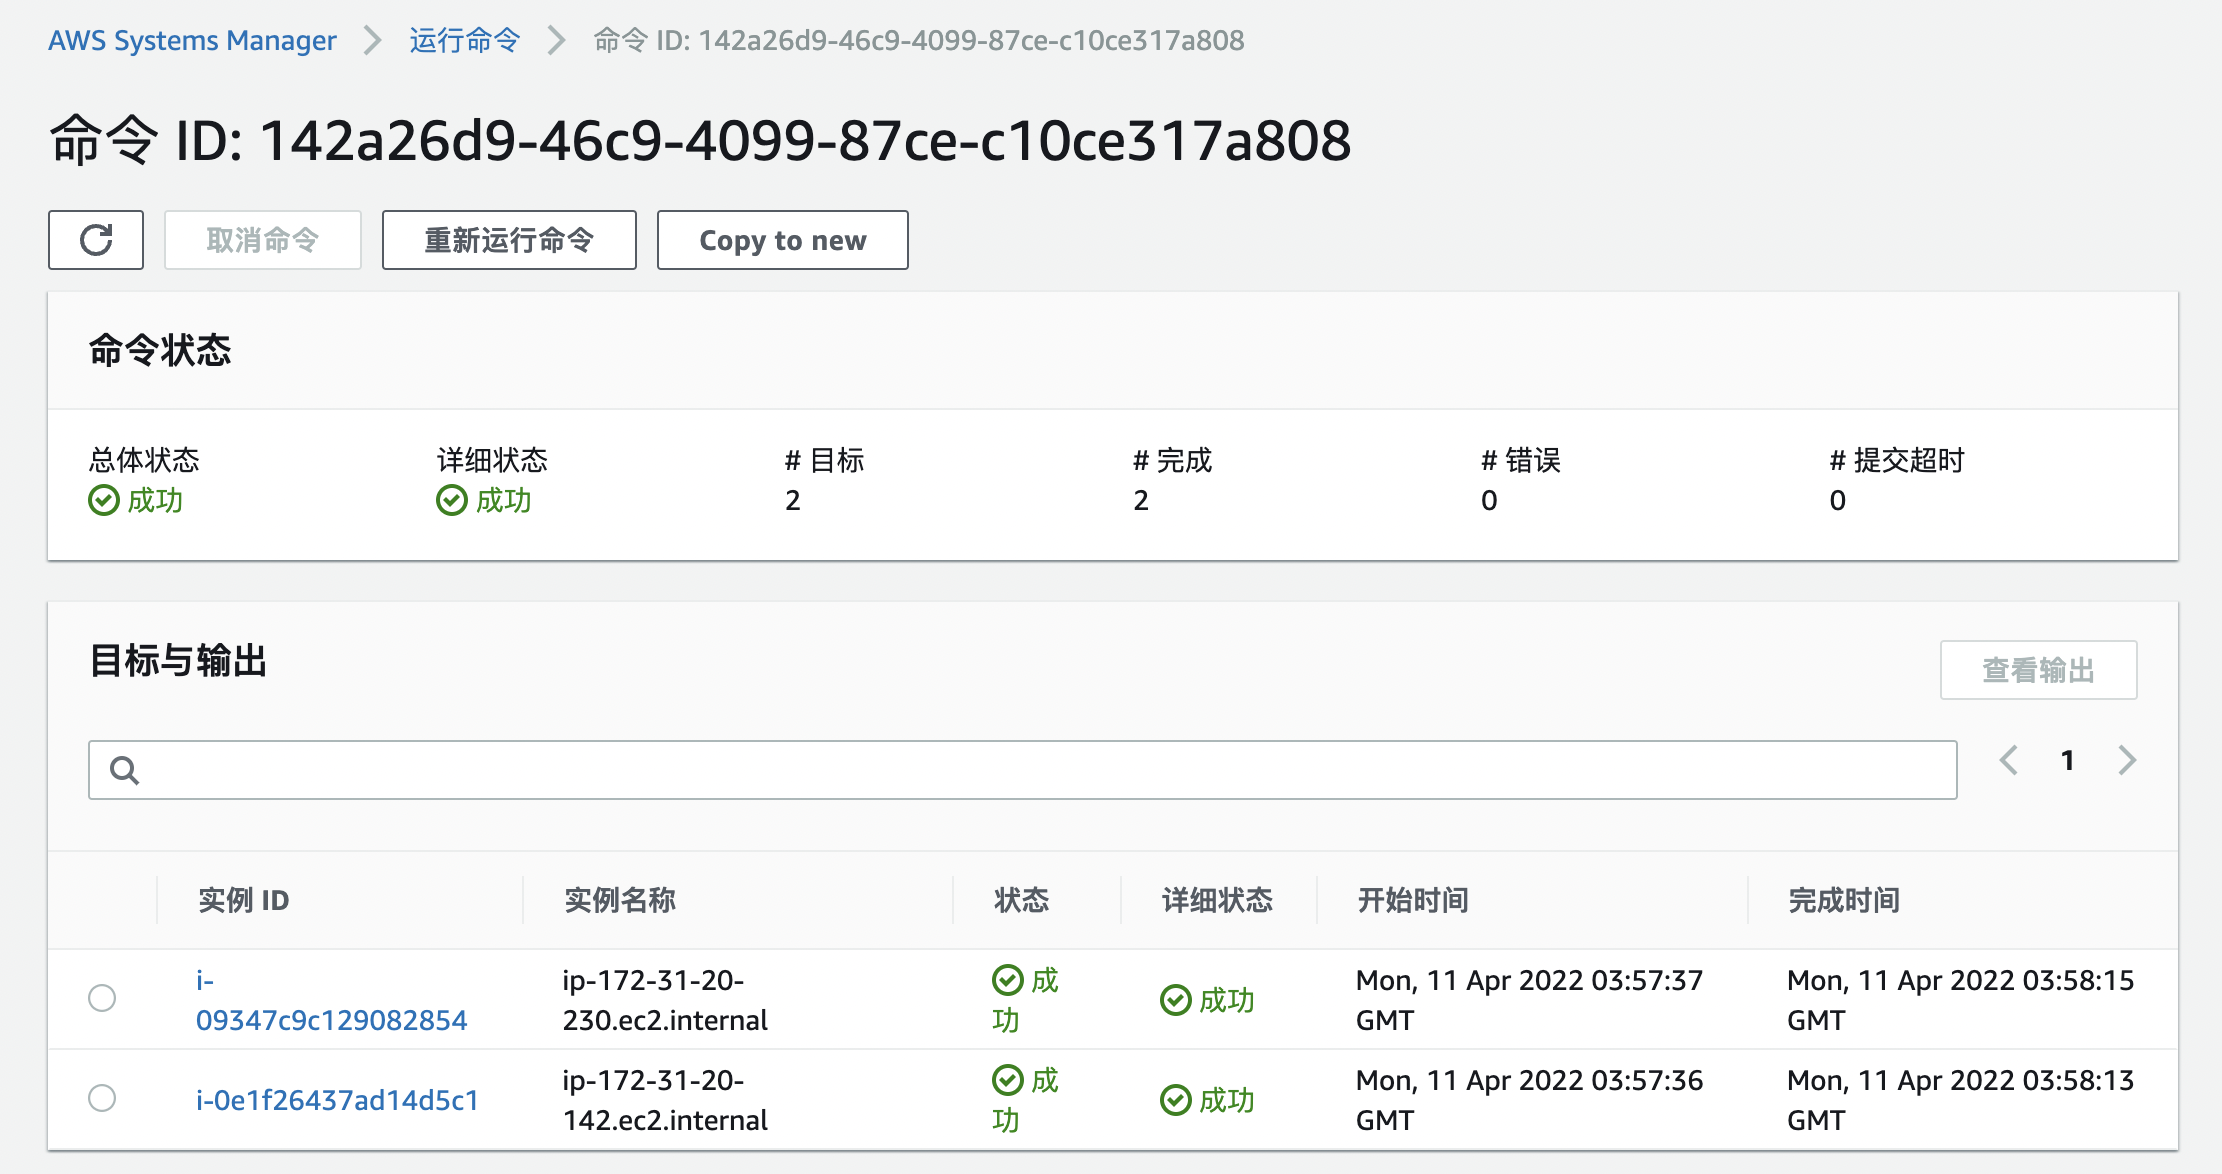 AWS Systems Manager > 运行命令 > 命令 ID: 142a26d9-46c9-4099-87ce-c10ce317a808
命令 ID: 142a26d9-46c9-4099-87ce-c10ce317a808
取消命令 重新运行命令 Copy to new
命令状态
总体状态 详细状态 # 目标 # 完成 # 错误 # 提交超时
成功 成功 2 2 0 0
目标与输出
查看输出
1
实例 ID 实例名称 状态 详细状态 开始时间 完成时间
i- ip-172-31-20- 成 Mon, 11 Apr 2022 03:57:37 Mon, 11 Apr 2022 03:58:15
成功
09347c9c129082854 230.ec2.internal 功 GMT GMT
ip-172-31-20- 成 Mon, 11 Apr 2022 03:57:36 Mon, 11 Apr 2022 03:58:13
i-0e1f26437ad14d5c1 成功
142.ec2.internal 功 GMT GMT